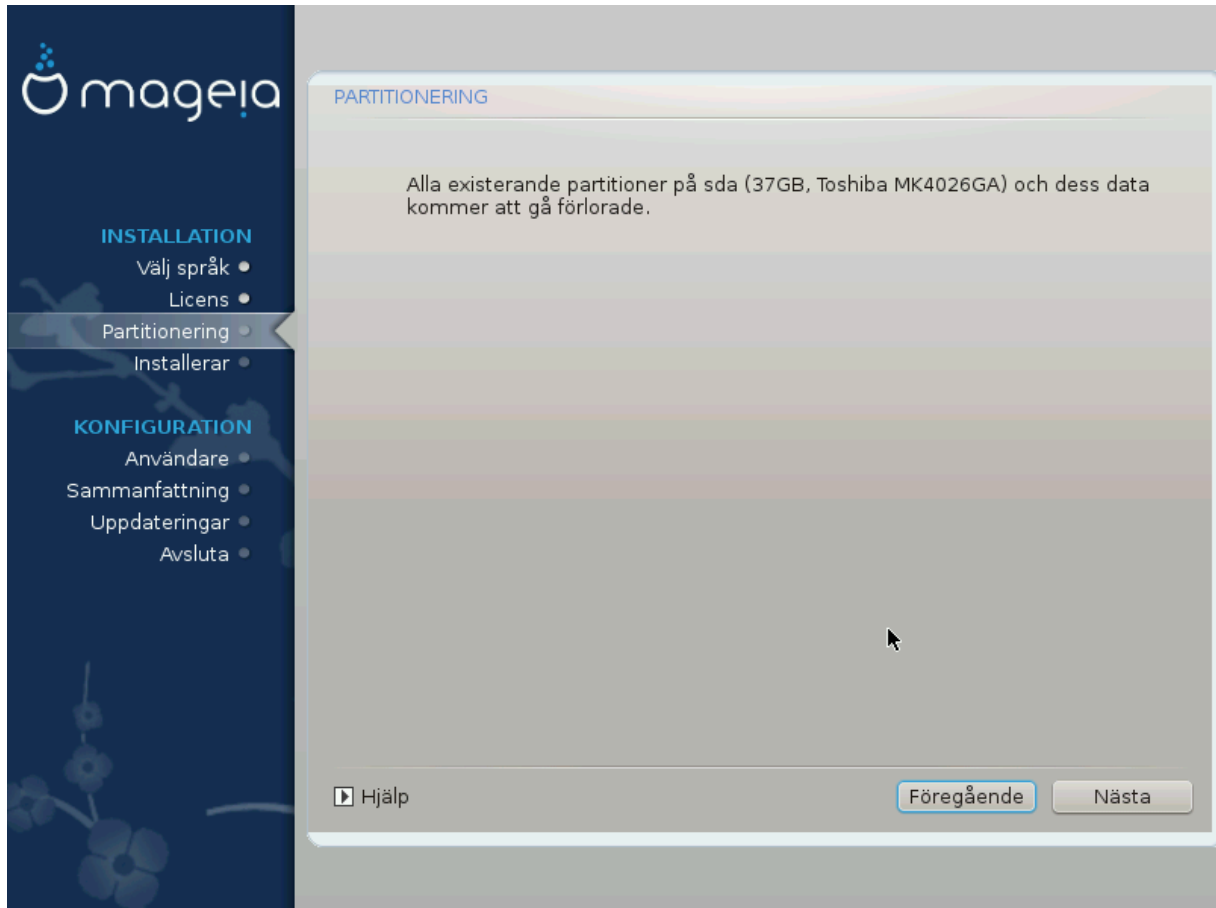 mageia
INSTALLATION
Välj språk
Licens
Partitionering
Installerar
KONFIGURATION
Användare
Sammanfattning
Uppdateringar
Avsluta
PARTITIONERING
Alla existerande partitioner på sda (37GB, Toshiba MK4026GA) och dess data
kommer att gå förlorade.
Hjälp
Föregående
Nästa